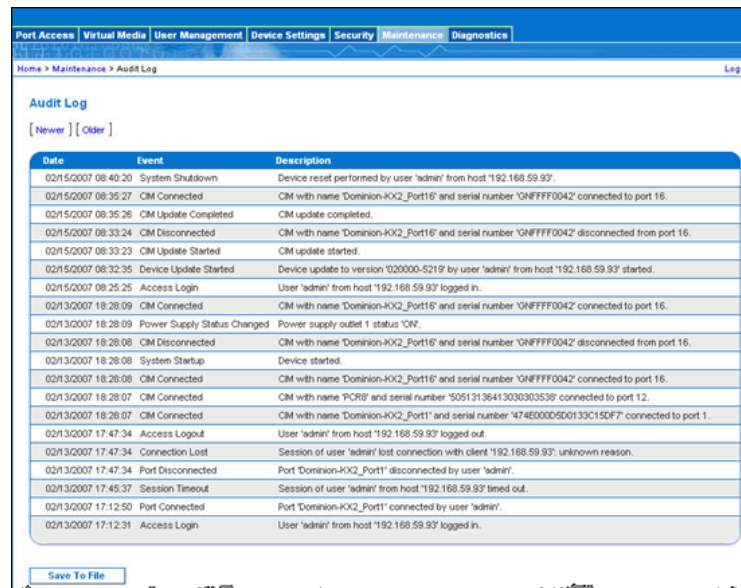 Port Access Virtual Media User Management Device Settings Security Maintenance Diagnostics
Home > Maintenance > Audit Log Log
Audit Log
[ Newer ] [ Older ]
Date Event Description
02/15/2007 08:40:20 System Shutdown Device reset performed by user 'admin' from host '192.168.59.93'.
02/15/2007 08:35:27 CIM Connected CIM with name 'Dominion-KX2_Port16' and serial number 'GNFFFF0042' connected to port 16.
02/15/2007 08:35:26 CIM Update Completed CIM update completed.
02/15/2007 08:33:24 CIM Disconnected CIM with name 'Dominion-KX2_Port16' and serial number 'GNFFFF0042' disconnected from port 16.
02/15/2007 08:33:23 CIM Update Started CIM update started.
02/15/2007 08:32:35 Device Update Started Device update to version '020000-5219' by user 'admin' from host '192.168.59.93' started.
02/15/2007 08:25:25 Access Login User 'admin' from host '192.168.59.93' logged in.
02/13/2007 18:28:09 CIM Connected CIM with name 'Dominion-KX2_Port16' and serial number 'GNFFFF0042' connected to port 16.
02/13/2007 18:28:09 Power Supply Status Changed Power supply outlet 1 status 'ON'.
02/13/2007 18:28:08 CIM Disconnected CIM with name 'Dominion-KX2_Port16' and serial number 'GNFFFF0042' disconnected from port 16.
02/13/2007 18:28:08 System Startup Device started.
02/13/2007 18:28:08 CIM Connected CIM with name 'Dominion-KX2_Port16' and serial number 'GNFFFF0042' connected to port 16.
02/13/2007 18:28:07 CIM Connected CIM with name 'PCR8' and serial number '50513136413030303538' connected to port 12.
02/13/2007 18:28:07 CIM Connected CIM with name 'Dominion-KX2_Port1' and serial number '474E000D5D0133C15DF7' connected to port 1.
02/13/2007 17:47:34 Access Logout User 'admin' from host '192.168.59.93' logged out.
02/13/2007 17:47:34 Connection Lost Session of user 'admin' lost connection with client '192.168.59.93': unknown reason.
02/13/2007 17:47:34 Port Disconnected Port 'Dominion-KX2_Port1' disconnected by user 'admin'.
02/13/2007 17:45:37 Session Timeout Session of user 'admin' from host '192.168.59.93' timed out.
02/13/2007 17:12:50 Port Connected Port 'Dominion-KX2_Port1' connected by user 'admin'.
02/13/2007 17:12:31 Access Login User 'admin' from host '192.168.59.93' logged in.
Save To File